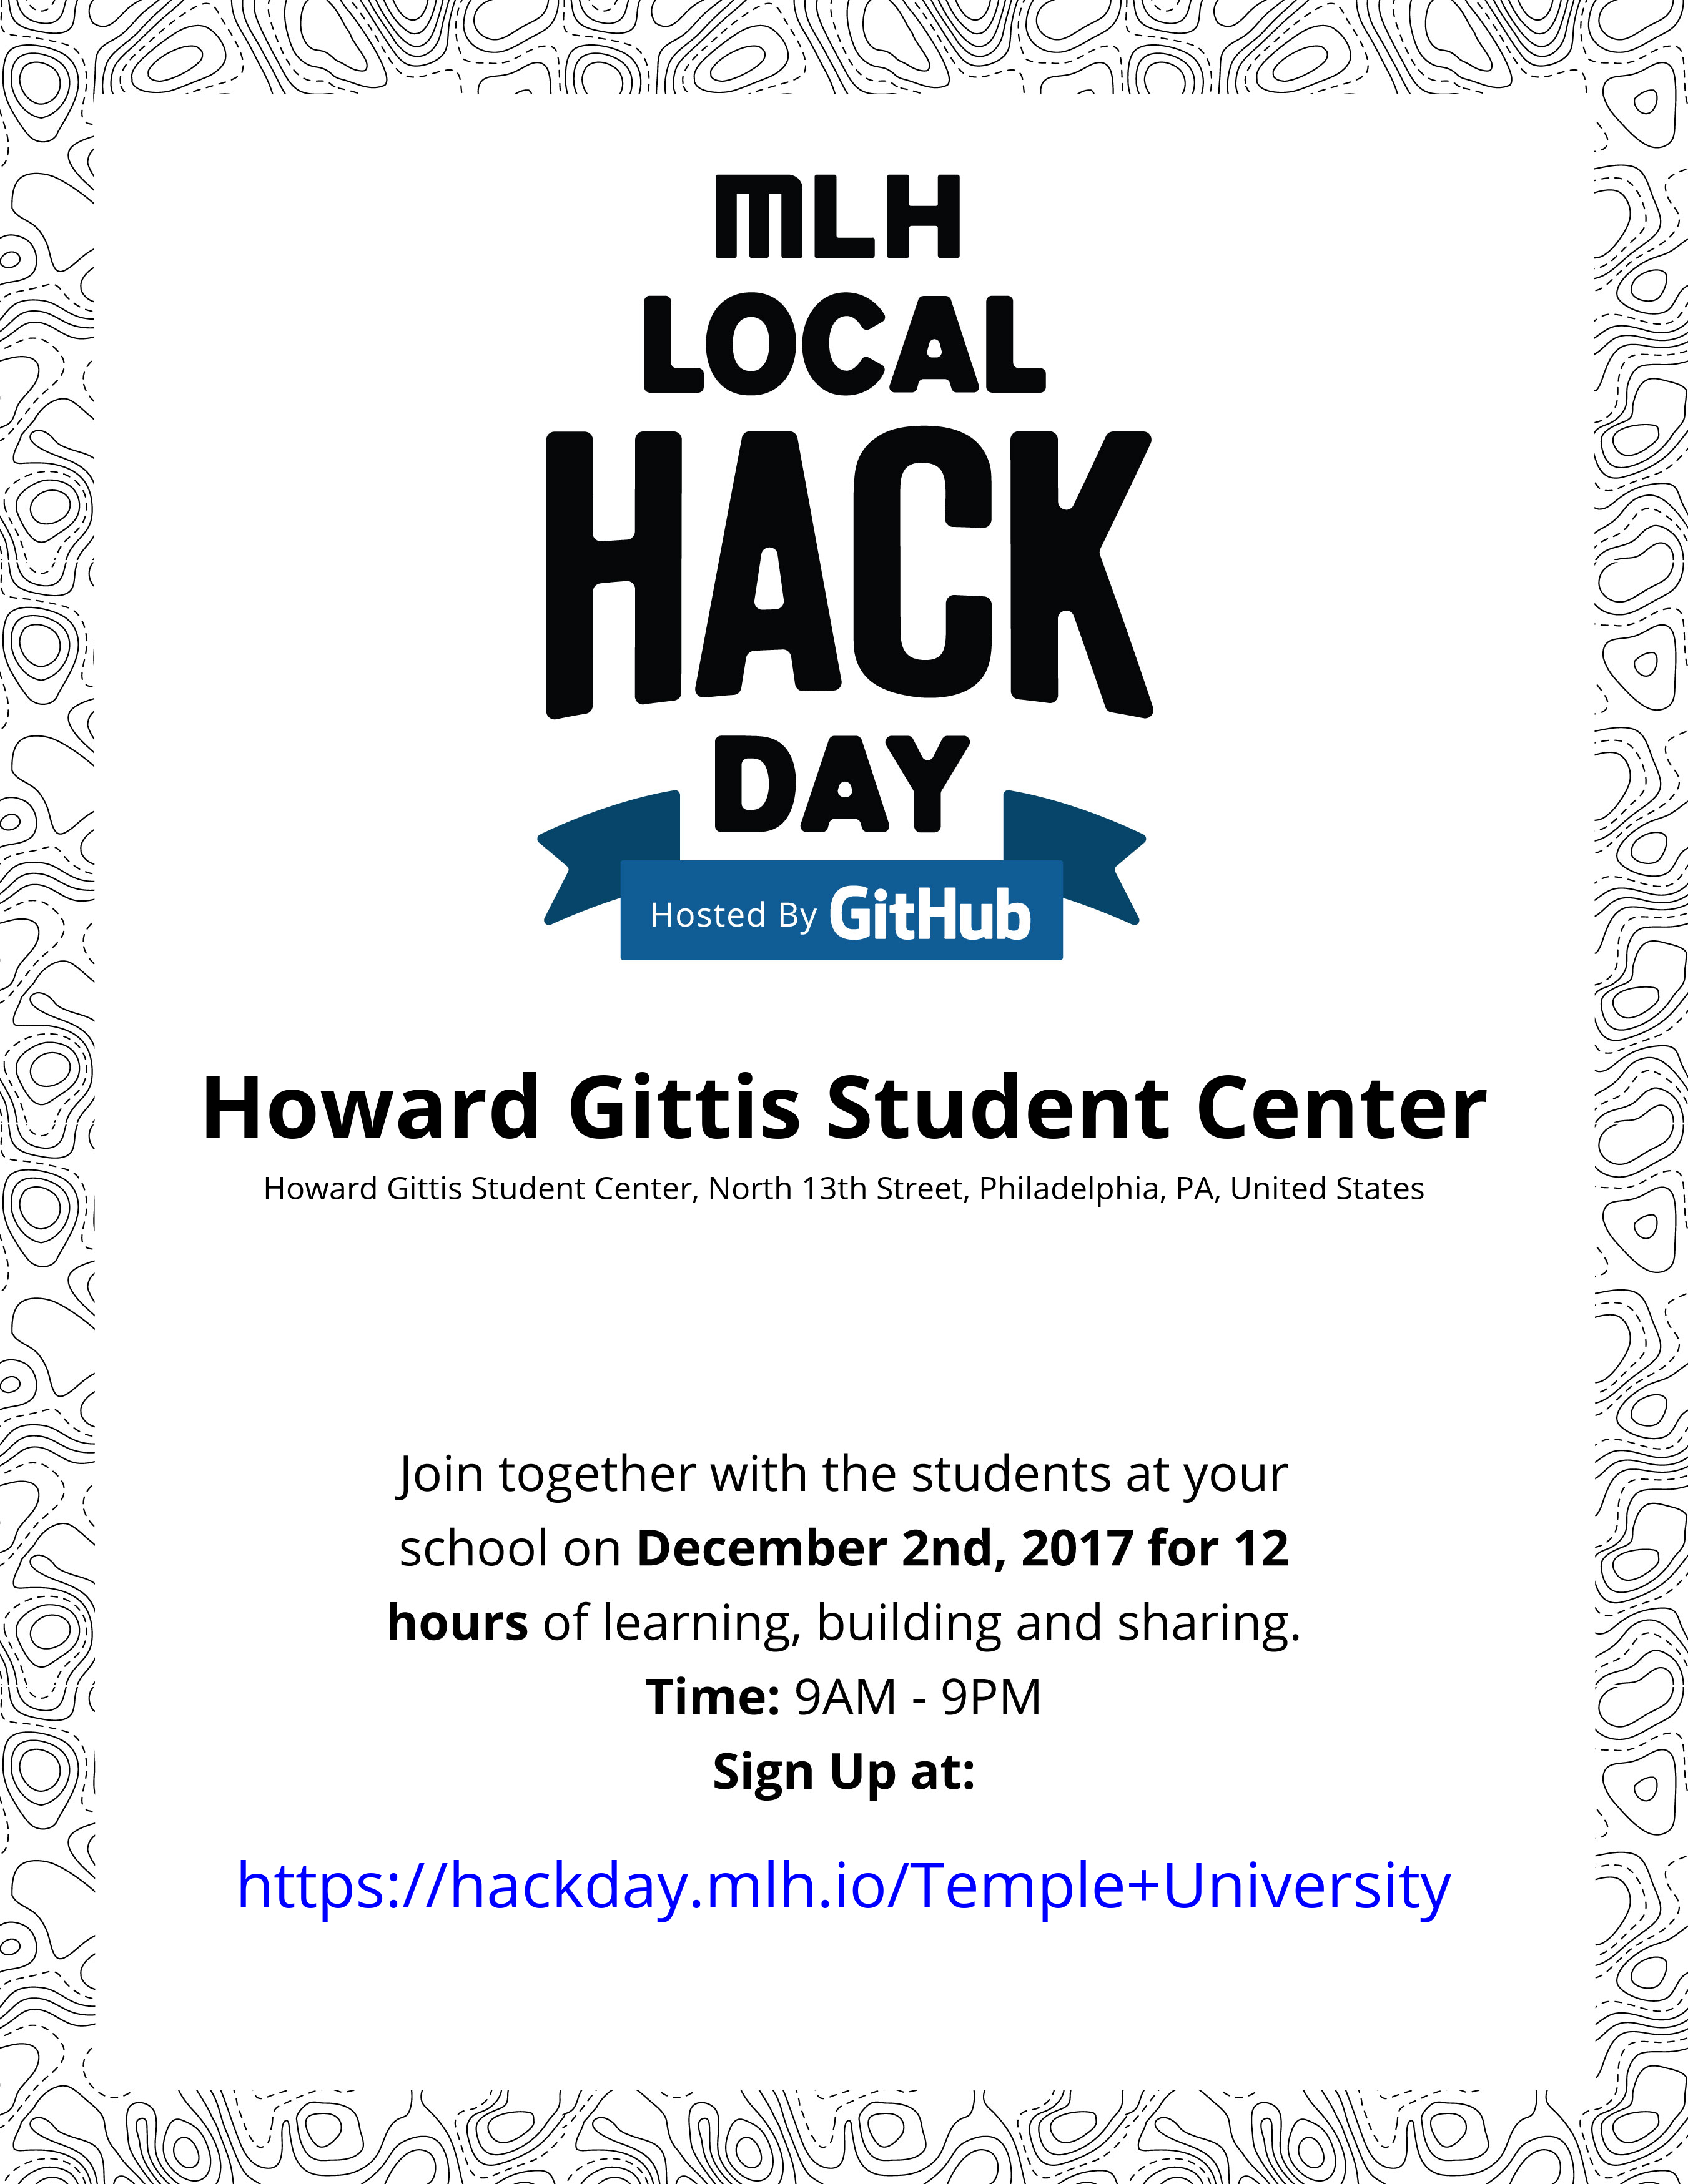 MLH
LOCAL
HACK
DAY
Hosted By GitHub
Howard Gittis Student Center
Howard Gittis Student Center, North 13th Street, Philadelphia, PA, United States
Join together with the students at your
school on December 2nd, 2017 for 12
hours of learning, building and sharing.
Time: 9AM - 9PM
Sign Up at:
https://hackday.mlh.io/Temple+University